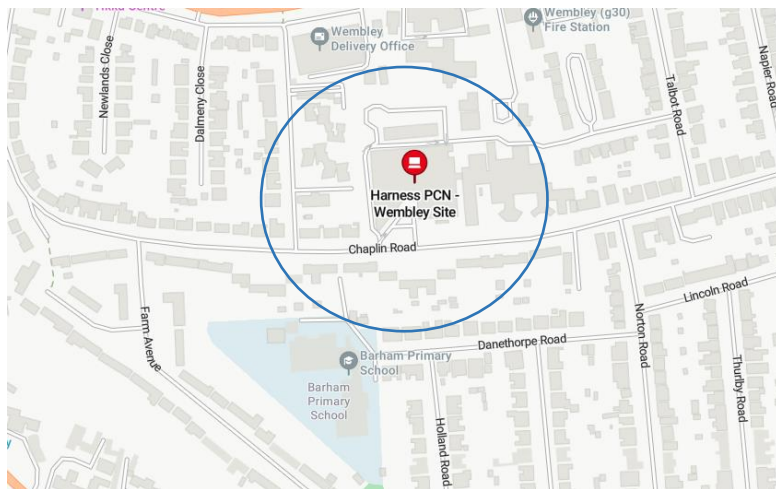 Wembley
Delivery Office
Wembley (g30)
Fire Station
Newlands Close
Dalmeny Close
Talbot Road
Napier Road
Harness PCN -
Wembley Site
Chaplin Road
Farm Avenue
Lincoln Road
Norton Road
Danethorpe Road
Thurlby Road
Barham Primary
School
Barham
Primary
School
Holland Road